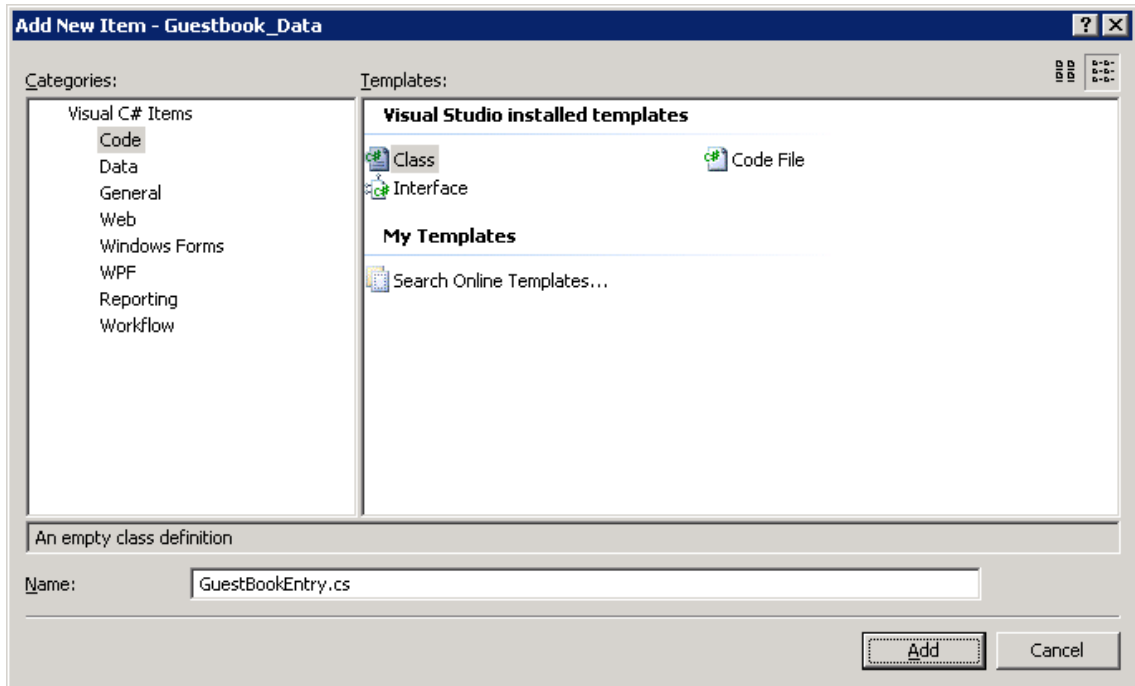 Add New Item - Guestbook_Data
Categories:
Templates:
Visual C# Items
Code
Data
General
Web
Windows Forms
WPF
Reporting
Workflow
Visual Studio installed templates
Class
Code File
Interface
My Templates
Search Online Templates...
An empty class definition
Name: GuestBookEntry.cs
Add Cancel